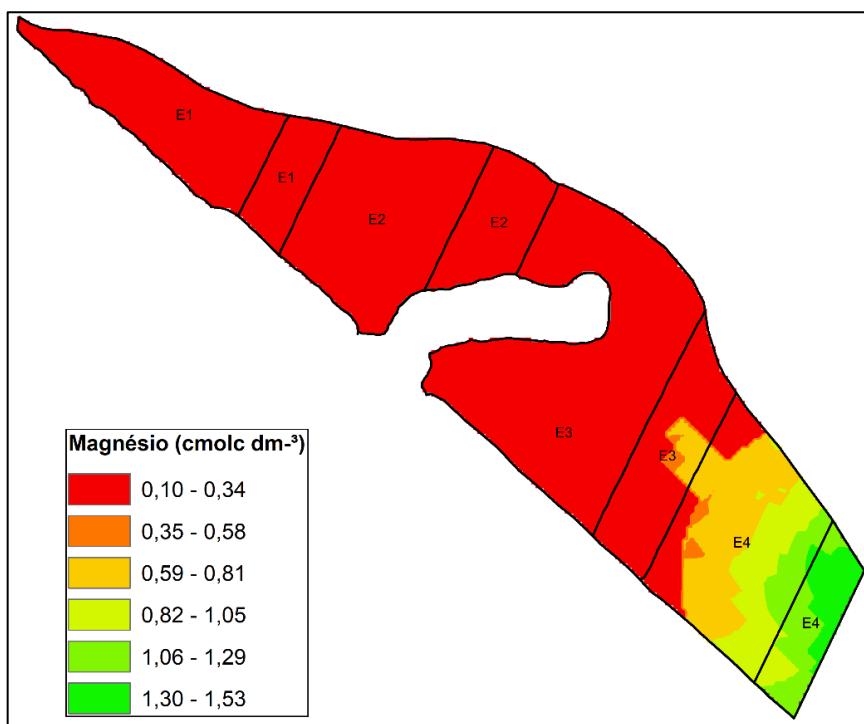 E1
E1
E2
E2
E3
E3
E4
E4
Magnésio (cmolc dm-³)
0,10 - 0,34
0,35 - 0,58
0,59 - 0,81
0,82 - 1,05
1,06 - 1,29
1,30 - 1,53